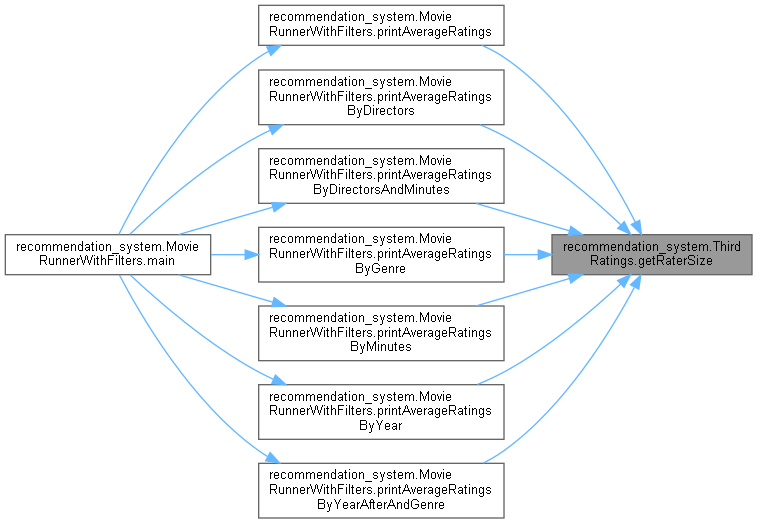 recommendation_system.Movie
RunnerWithFilters.printAverageRatings
recommendation_system.Movie
RunnerWithFilters.printAverageRatings
ByDirectors
recommendation_system.Movie
RunnerWithFilters.printAverageRatings
ByDirectorsAndMinutes
recommendation_system.Movie
RunnerWithFilters.main
recommendation_system.Movie
RunnerWithFilters.printAverageRatings
ByGenre
recommendation_system.Third
Ratings.getRaterSize
recommendation_system.Movie
RunnerWithFilters.printAverageRatings
ByMinutes
recommendation_system.Movie
RunnerWithFilters.printAverageRatings
ByYear
recommendation_system.Movie
RunnerWithFilters.printAverageRatings
ByYearAfterAndGenre